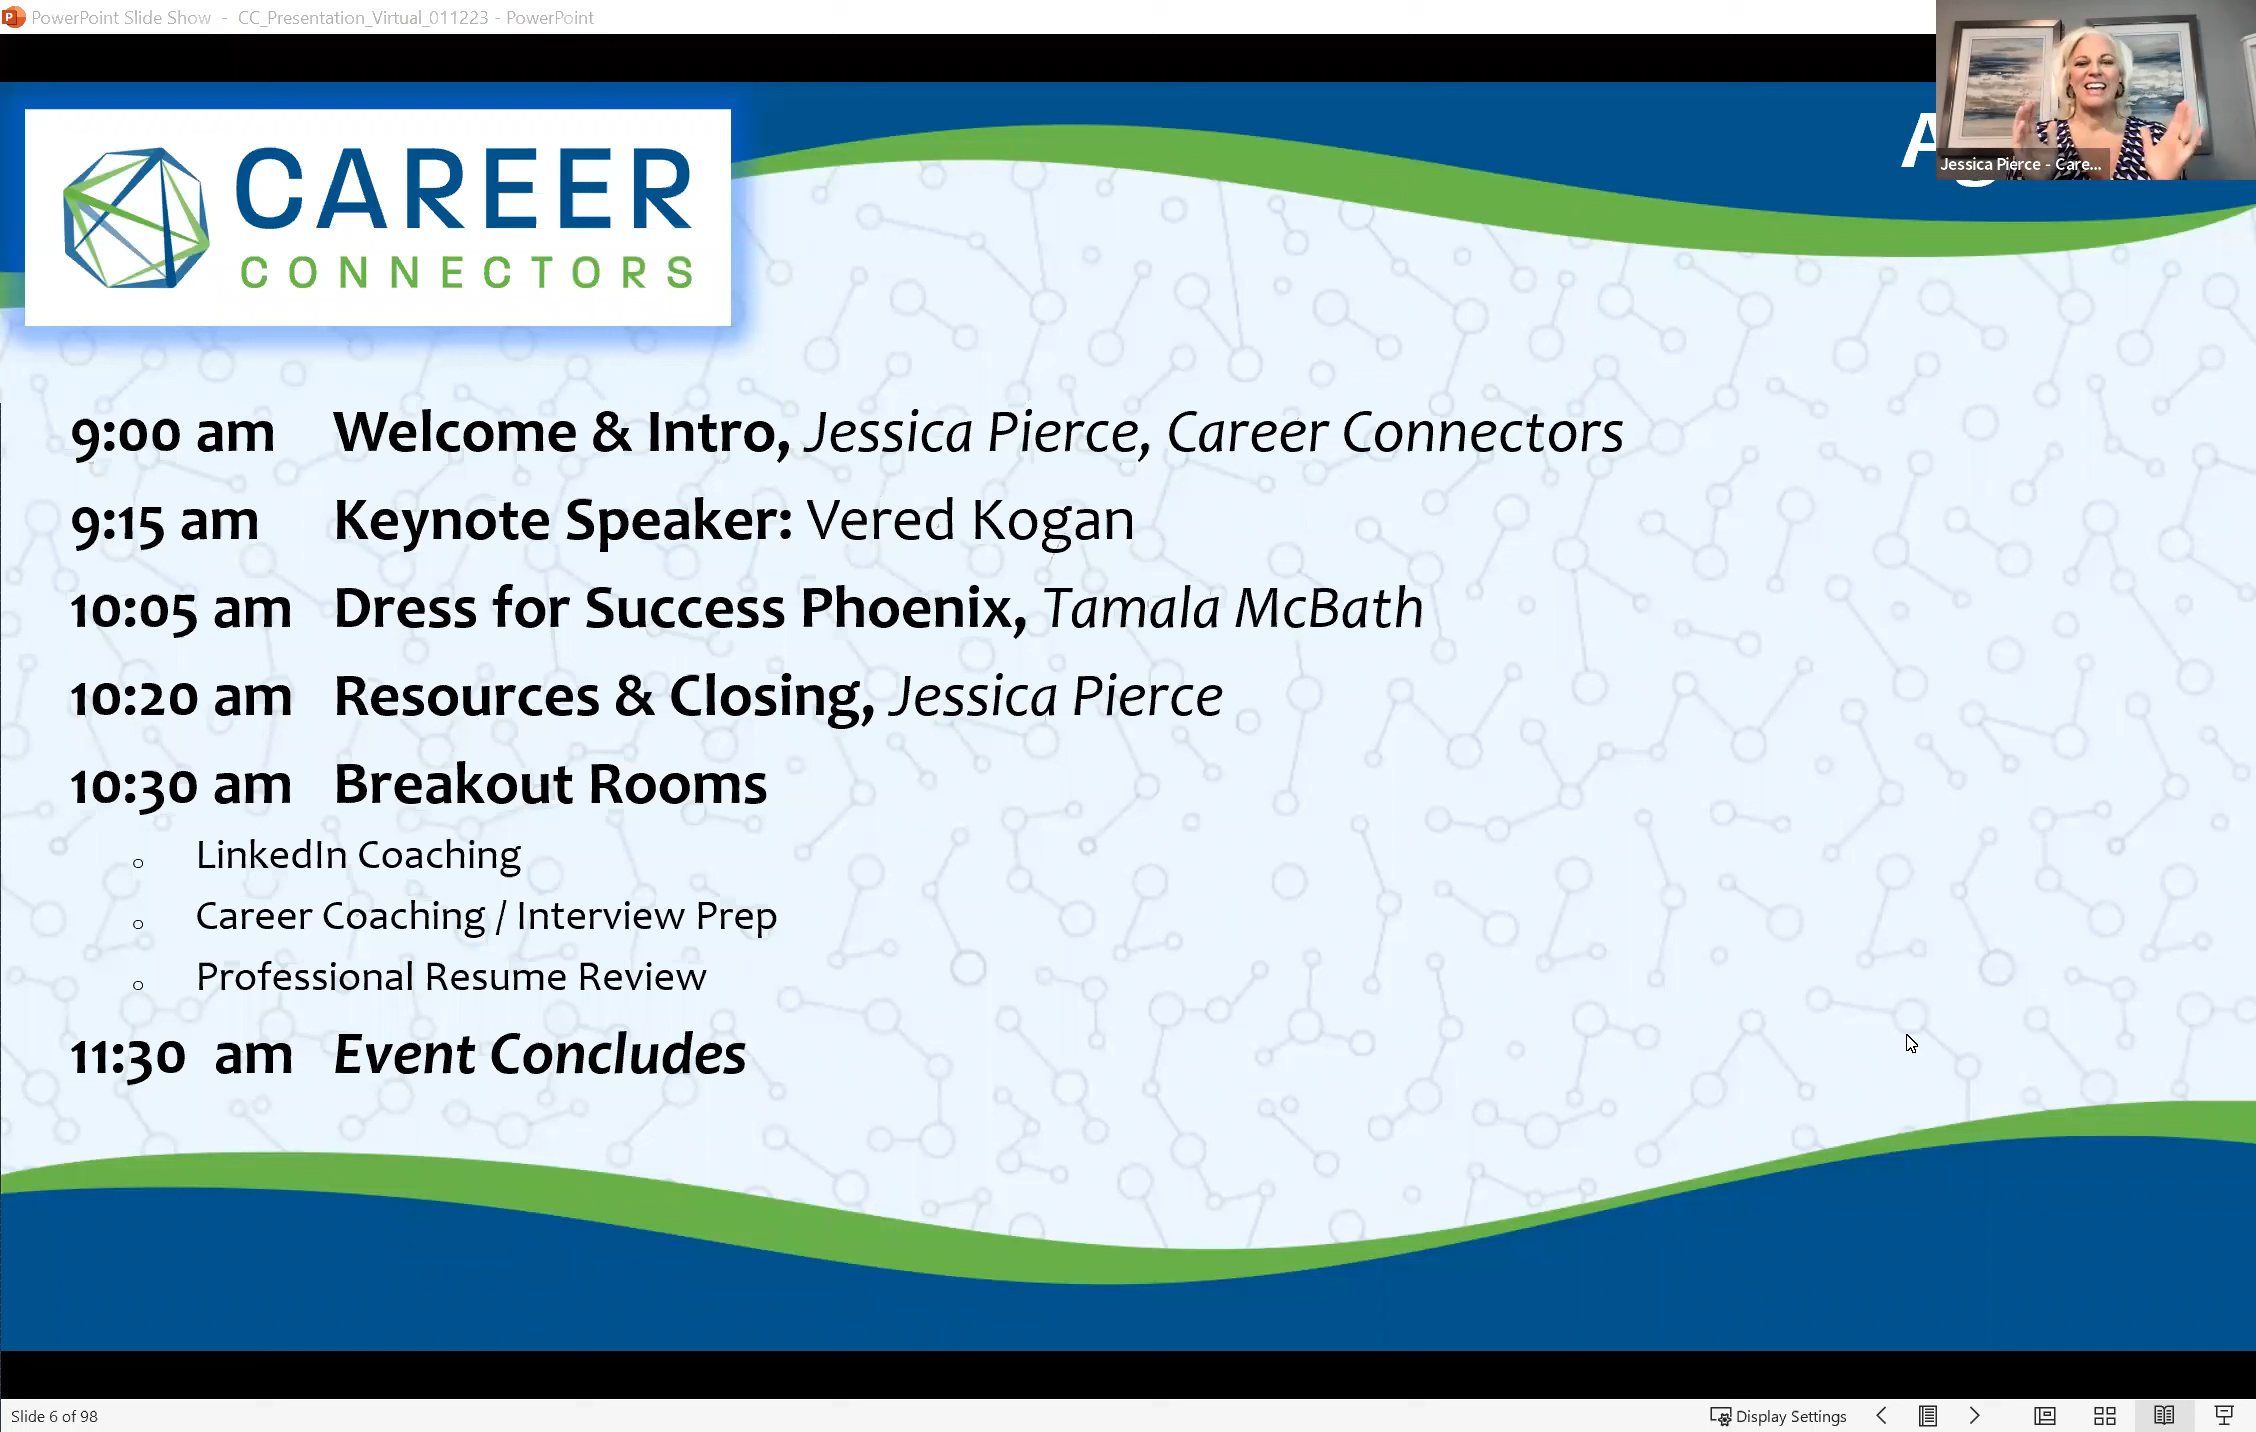 PowerPoint Slide Show - CC_Presentation_Virtual_011223 - PowerPoint
Jessica Pierce - Care...
CAREER
CONNECTORS
9:00 am Welcome & Intro, Jessica Pierce, Career Connectors
9:15 am Keynote Speaker: Vered Kogan
10:05 am Dress for Success Phoenix, Tamala McBath
10:20 am Resources & Closing, Jessica Pierce
10:30 am Breakout Rooms
o LinkedIn Coaching
o Career Coaching / Interview Prep
o Professional Resume Review
11:30 am Event Concludes
Slide 6 of 98
Display Settings